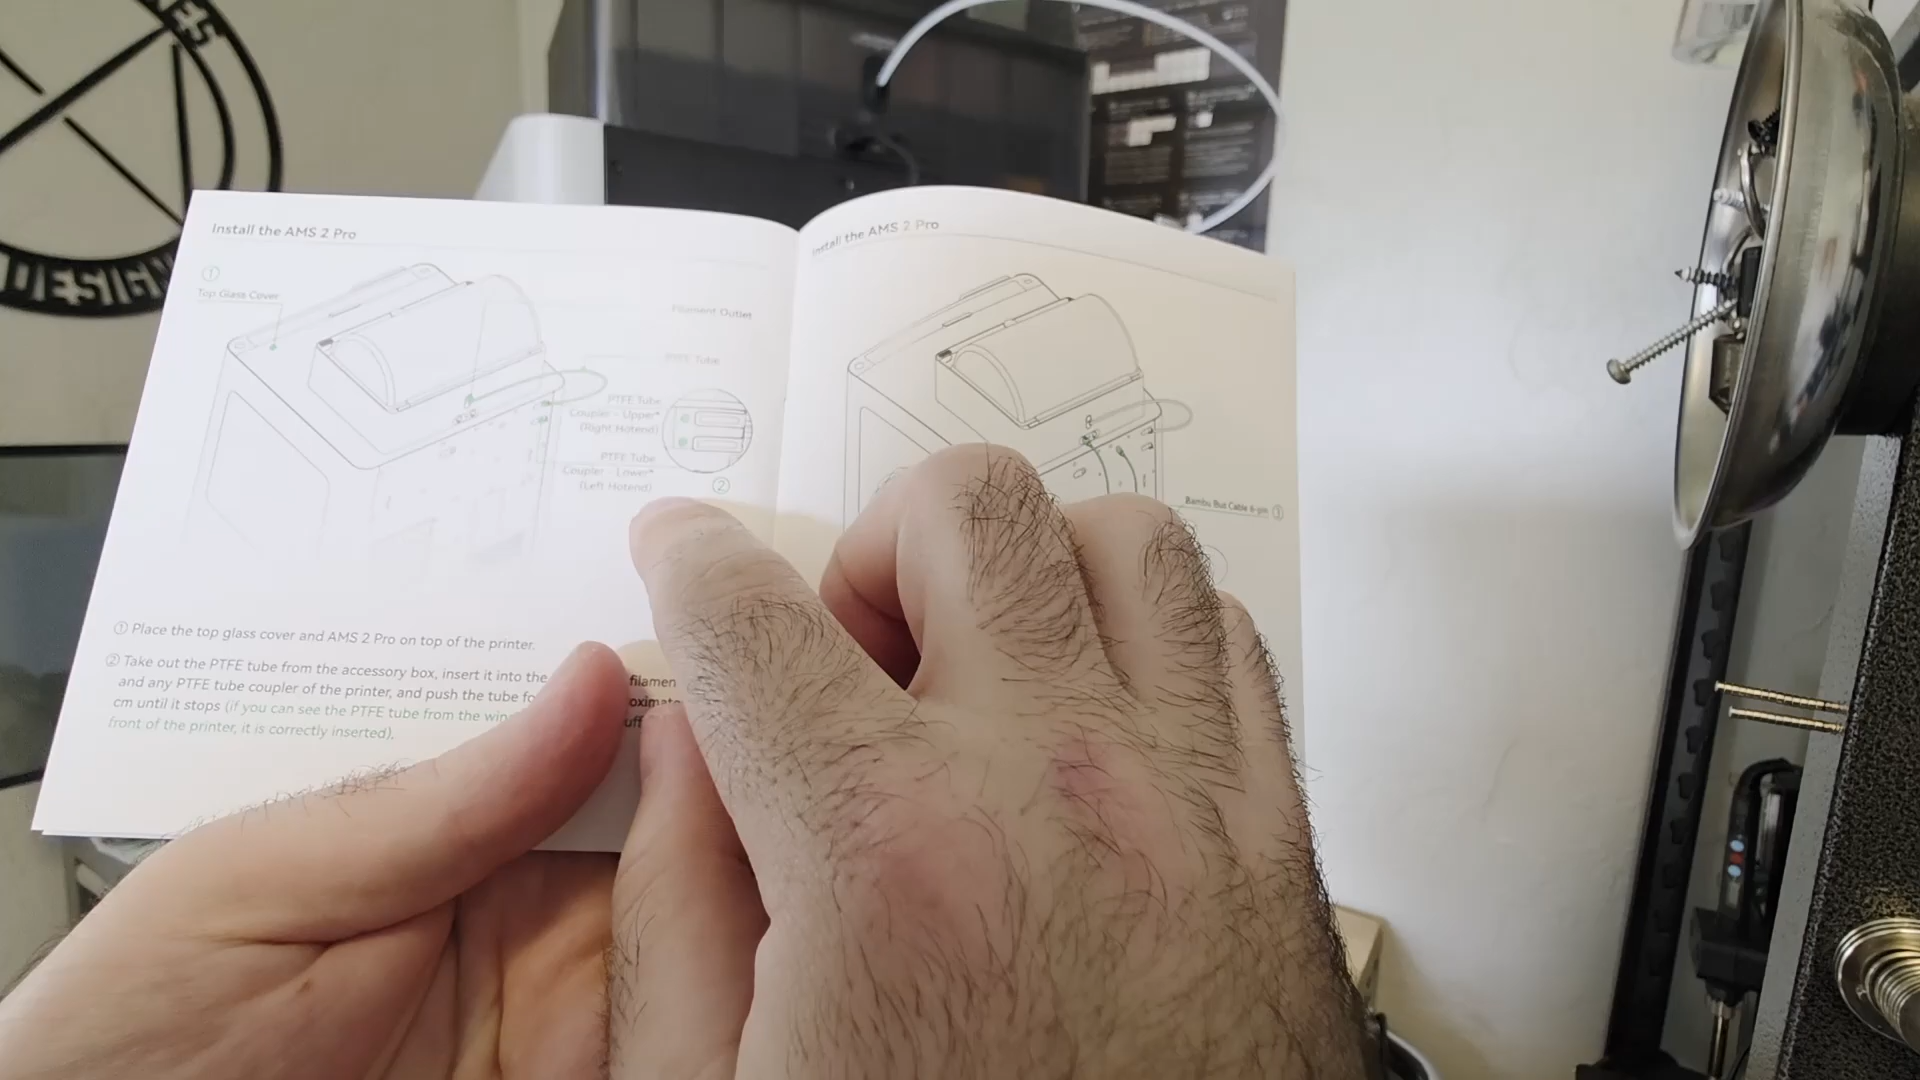 DESIGN
Install the AMS 2 Pro
①
Top Glass Cover
Filament Outlet
PTFE Tube
PTFE Tube
Coupler - Upper*
(Right Hotend)
PTFE Tube
Coupler - Lower*
(Left Hotend)
②
① Place the top glass cover and AMS 2 Pro on top of the printer.
② Take out the PTFE tube from the accessory box, insert it into the filamen
and any PTFE tube coupler of the printer, and push the tube
cm until it stops (if you can see the PTFE tube from the
front of the printer, it is correctly inserted).
Install the AMS 2 Pro
Bambu Bus Cable 6-pin ③